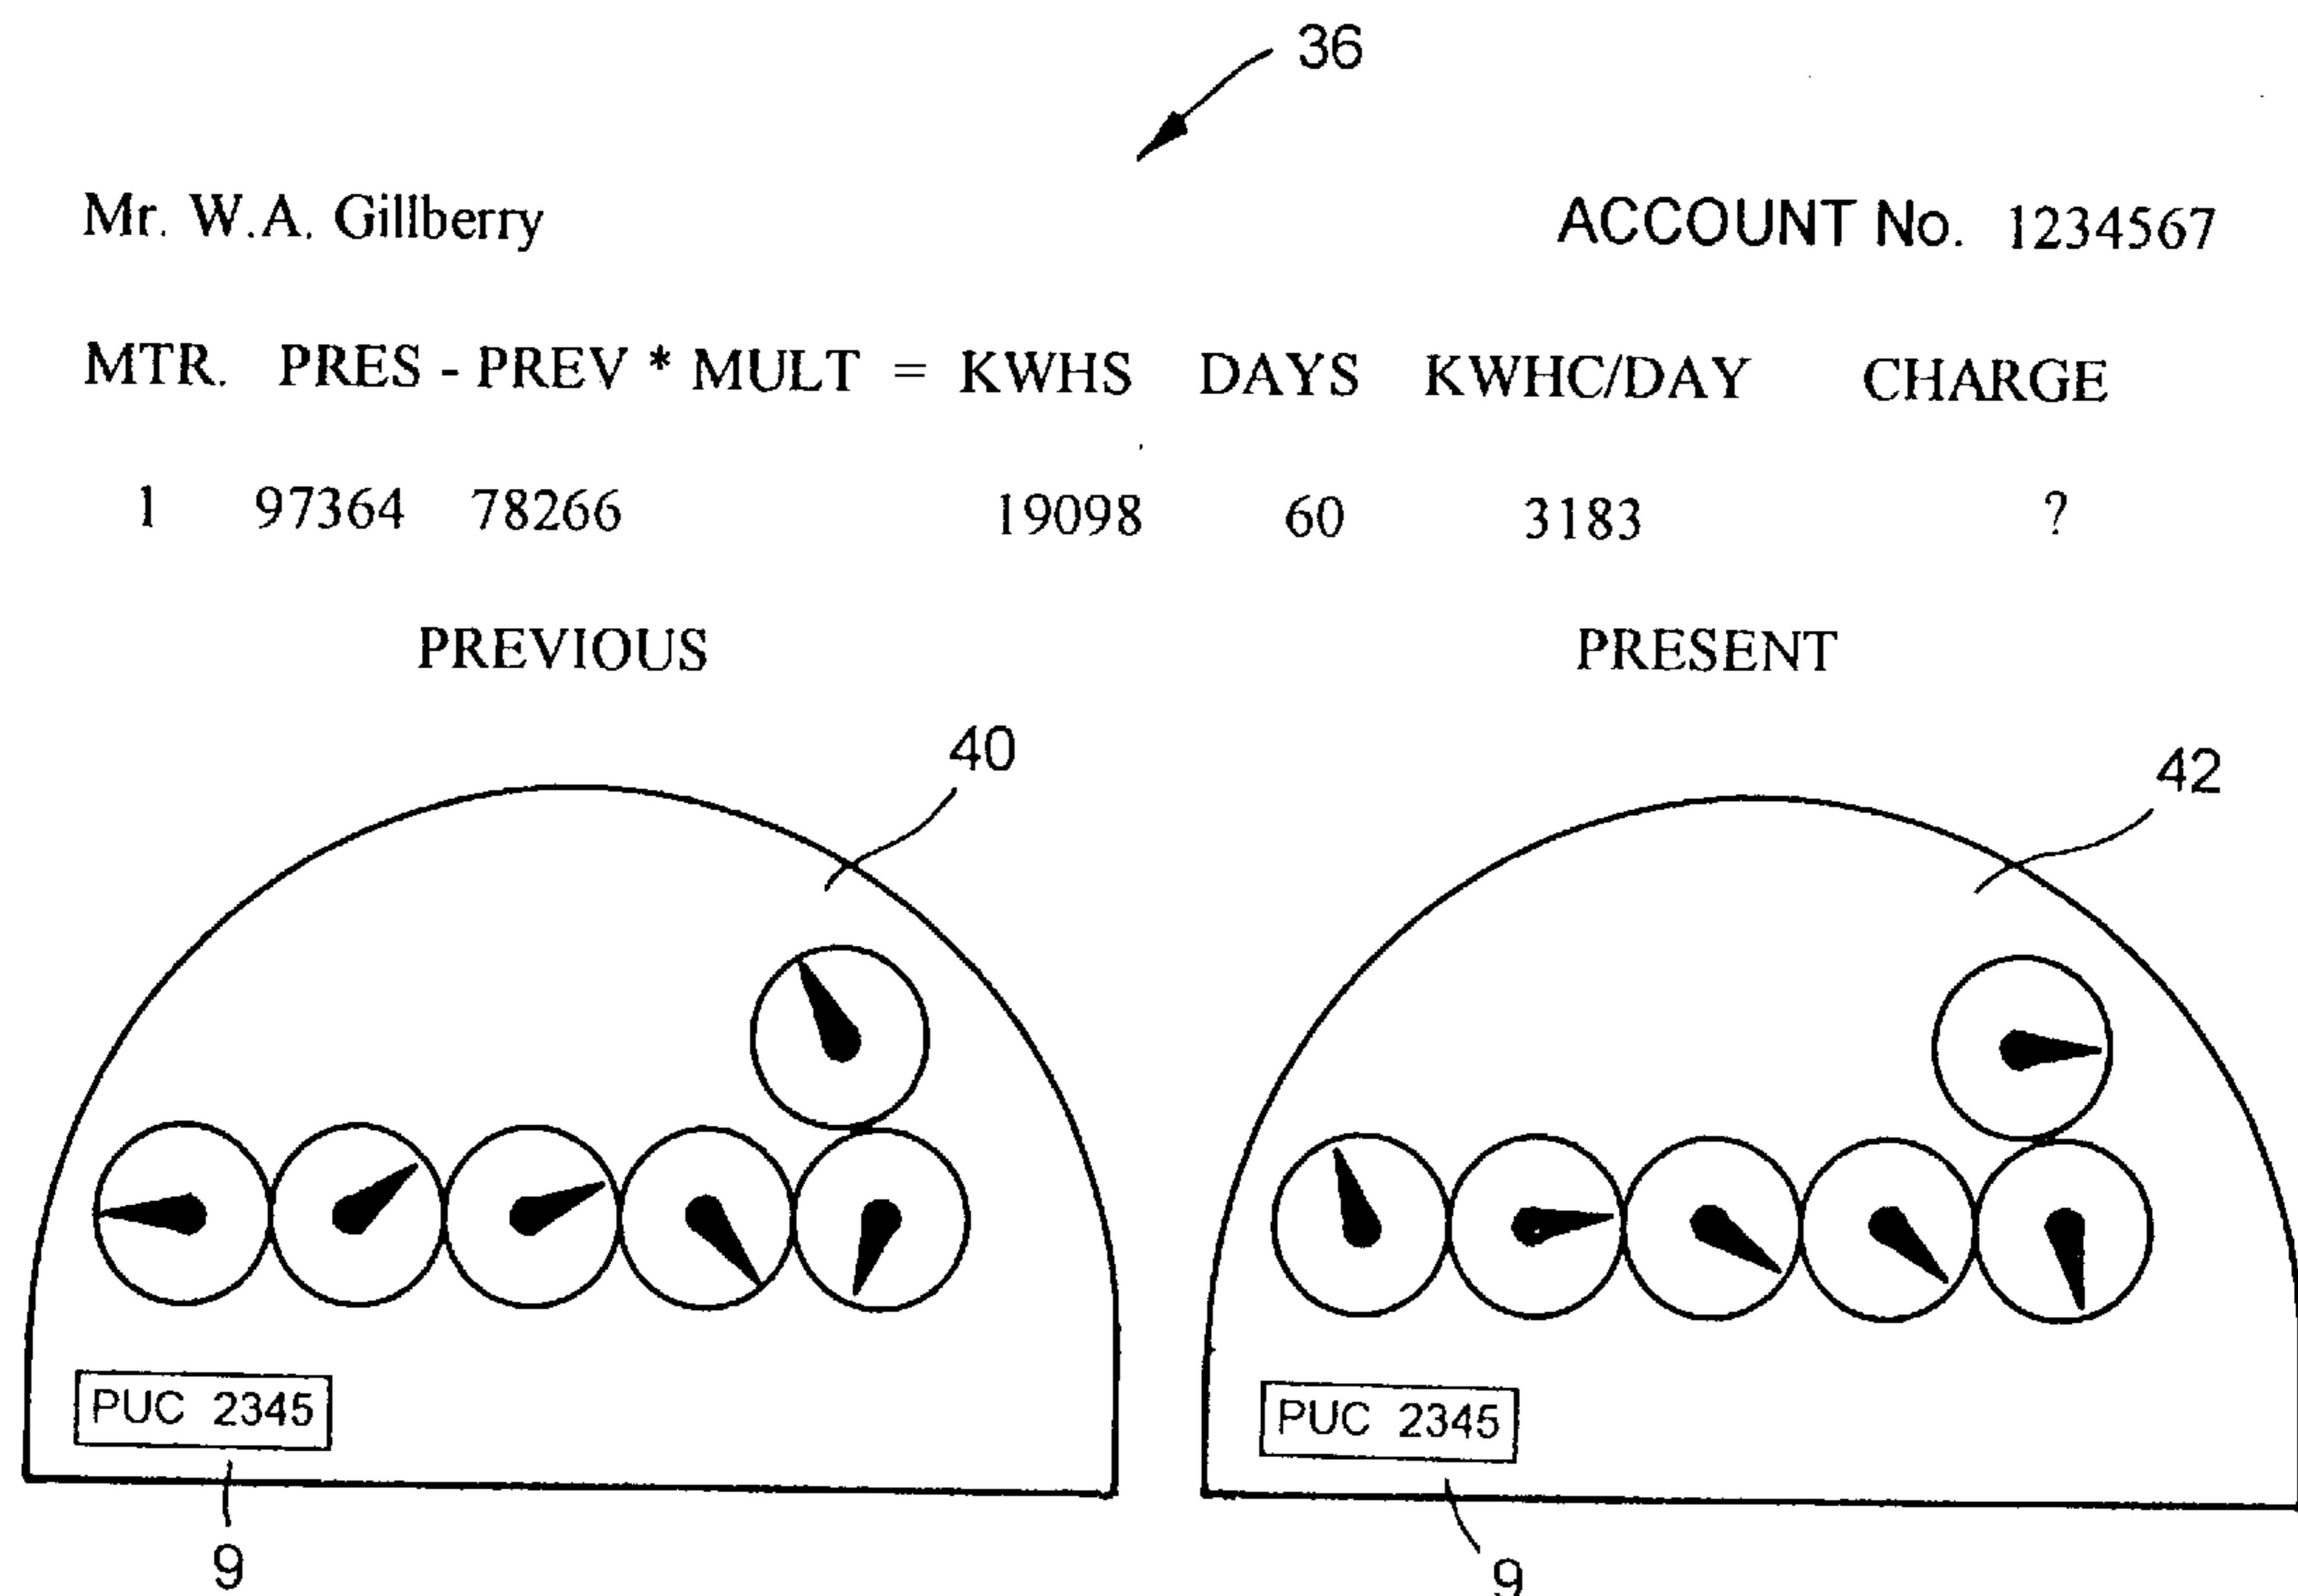 36
Mr. W.A. Gillberry ACCOUNT No. 1234567
MTR. PRES - PREV * MULT = KWHS DAYS KWHC/DAY CHARGE
1 97364 78266 19098 60 3183 ?
PREVIOUS PRESENT
40 42
PUC 2345 PUC 2345
9 9